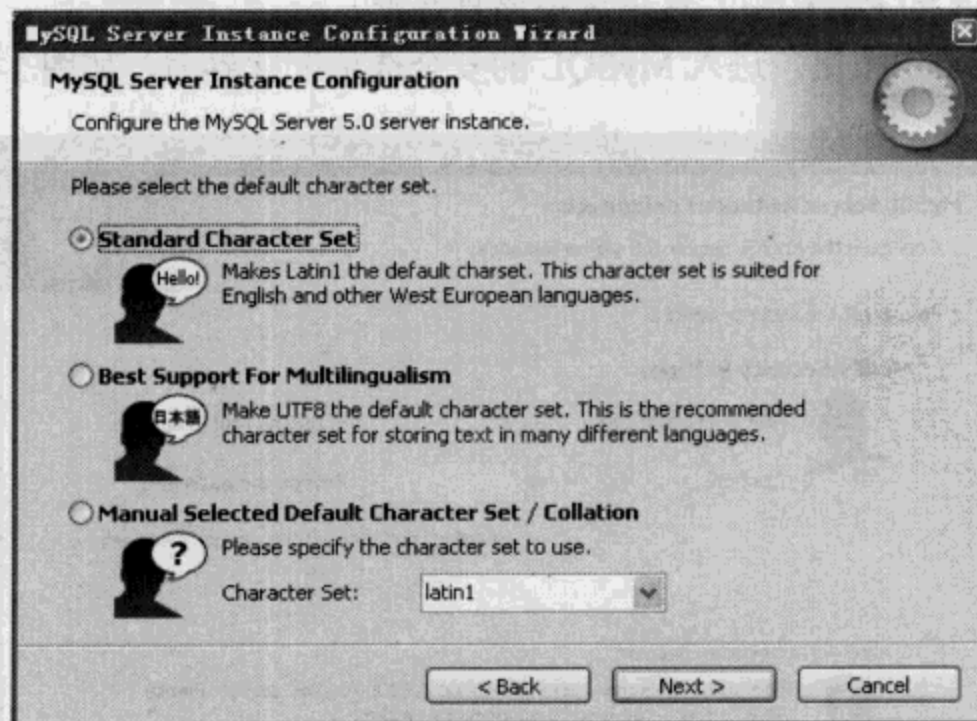 MySQL Server Instance Configuration Wizard
MySQL Server Instance Configuration
Configure the MySQL Server 5.0 server instance.
Please select the default character set.
Standard Character Set
Hello!
Makes Latin1 the default charset. This character set is suited for
English and other West European languages.
Best Support For Multilingualism
日本語
Make UTF8 the default character set. This is the recommended
character set for storing text in many different languages.
Manual Selected Default Character Set / Collation
?
Please specify the character set to use.
Character Set:
latin1
< Back
Next >
Cancel